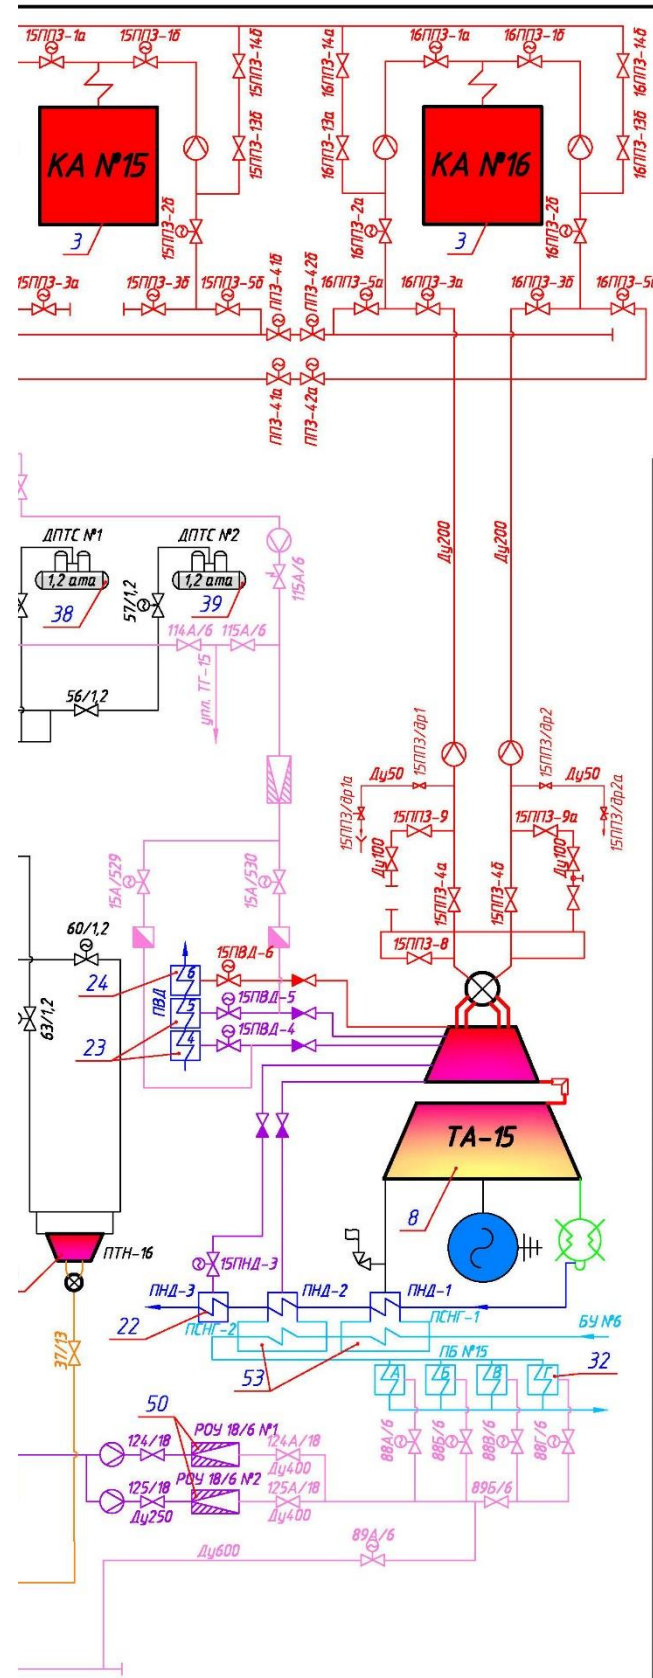 15ПП3-1а
15ПП3-1б
15ПП3-14б
16ПП3-14а
16ПП3-1а
16ПП3-1б
16ПП3-14б
КА №15
15ПП3-13б
16ПП3-13а
КА №16
16ПП3-13б
3
15ПП3-2б
16ПП3-2а
3
16ПП3-2б
15ПП3-3а
15ПП3-3б
15ПП3-5б
ПП3-41б
ПП3-42б
16ПП3-5а
16ПП3-3а
16ПП3-3б
16ПП3-5б
ПП3-41а
ПП3-42а
Ду200
Ду200
ДПТС №1
ДПТС №2
1,2 ата
1,2 ата
38
57/1,2
39
115А/6
114А/6
115А/6
56/1,2
упл. ТГ-15
15ПП3/др1
15ПП3/др2
Ду50
Ду50
15ПП3/др1а
15ПП3-9
15ПП3-9а
15ПП3/др2а
Ду100
Ду100
15А/529
15А/530
15ПП3-4а
15ПП3-4б
60/1,2
15ПП3-8
24
6
15ПВД-6
63/1,2
ПВД
5
15ПВД-5
23
4
15ПВД-4
ТА-15
8
ПТН-16
15ПНД-3
ПНД-3
ПНД-2
ПНД-1
22
ПСНГ-2
ПСНГ-1
БУ №6
37/13
53
ПБ №15
32
А
Б
В
Г
50
88А/6
88Б/6
88В/6
88Г/6
124/18
РОУ 18/6 №1
124А/18
Ду400
125/18
РОУ 18/6 №2
125А/18
89Б/6
Ду250
Ду400
89А/6
Ду600